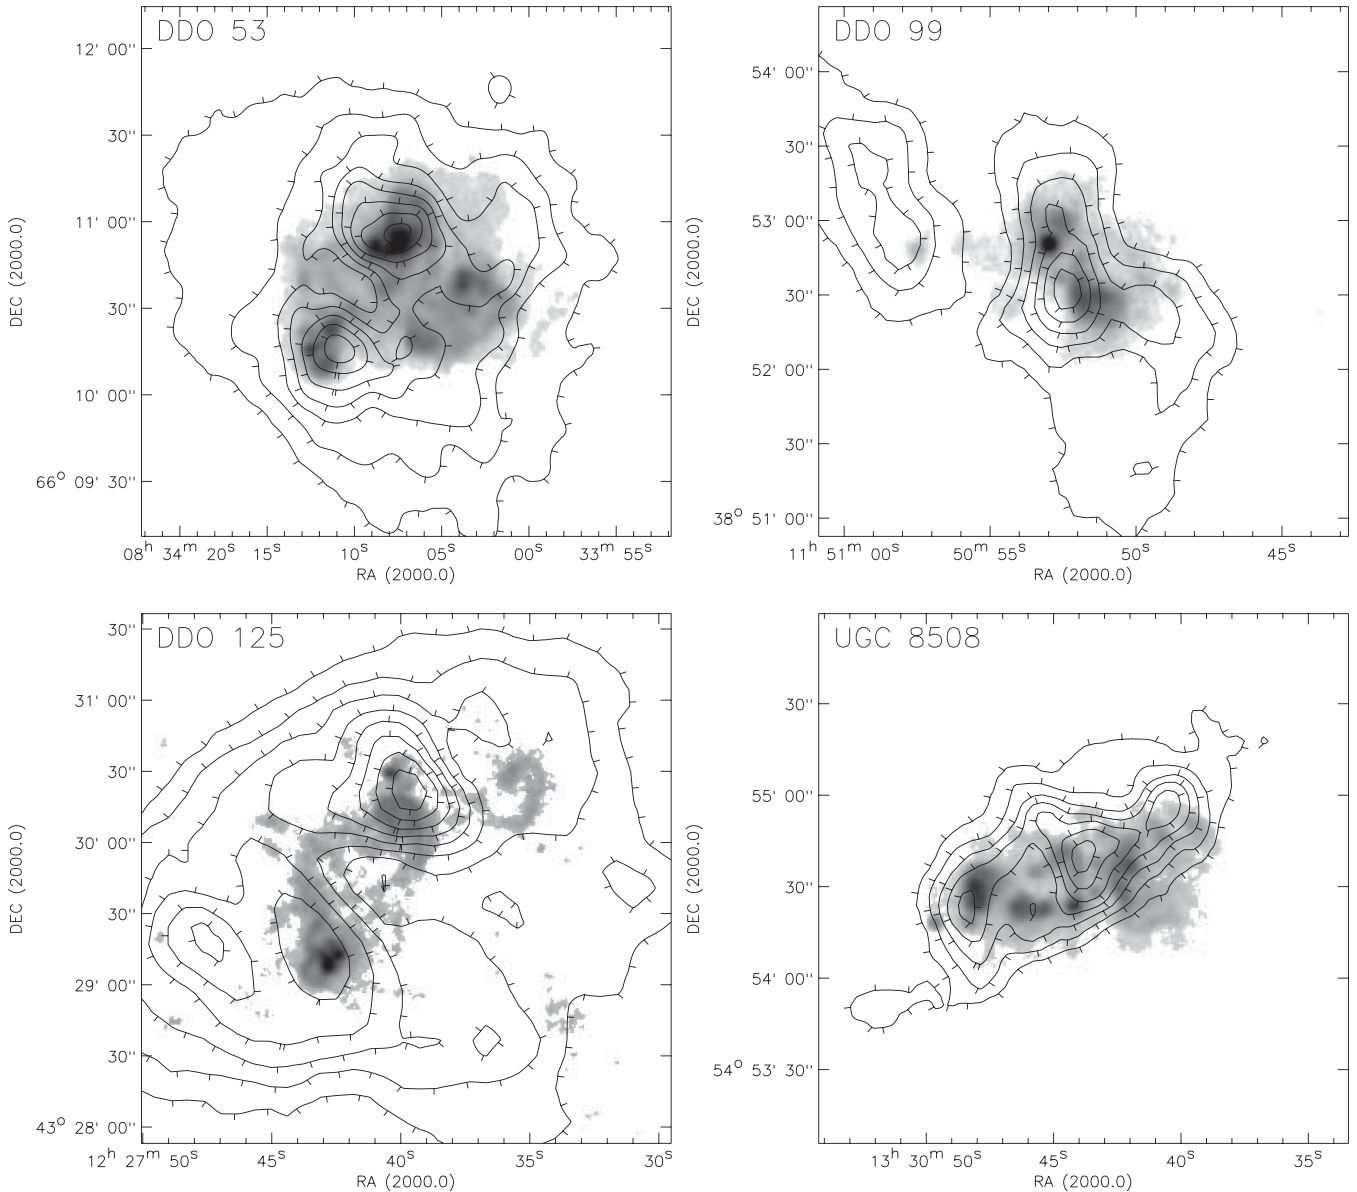 DDO 53
12' 00"
30"
11' 00"
30"
10' 00"
66° 09' 30"
08ʰ 34ᵐ 20ˢ 15ˢ 10ˢ 05ˢ 00ˢ 33ᵐ 55ˢ
RA (2000.0)
DEC (2000.0)
DDO 99
54' 00"
30"
53' 00"
30"
52' 00"
30"
38° 51' 00"
11ʰ 51ᵐ 00ˢ 50ᵐ 55ˢ 50ˢ 45ˢ
RA (2000.0)
DEC (2000.0)
DDO 125
30"
31' 00"
30"
30' 00"
30"
29' 00"
30"
43° 28' 00"
12ʰ 27ᵐ 50ˢ 45ˢ 40ˢ 35ˢ 30ˢ
RA (2000.0)
DEC (2000.0)
UGC 8508
30"
55' 00"
30"
54' 00"
54° 53' 30"
13ʰ 30ᵐ 50ˢ 45ˢ 40ˢ 35ˢ
RA (2000.0)
DEC (2000.0)